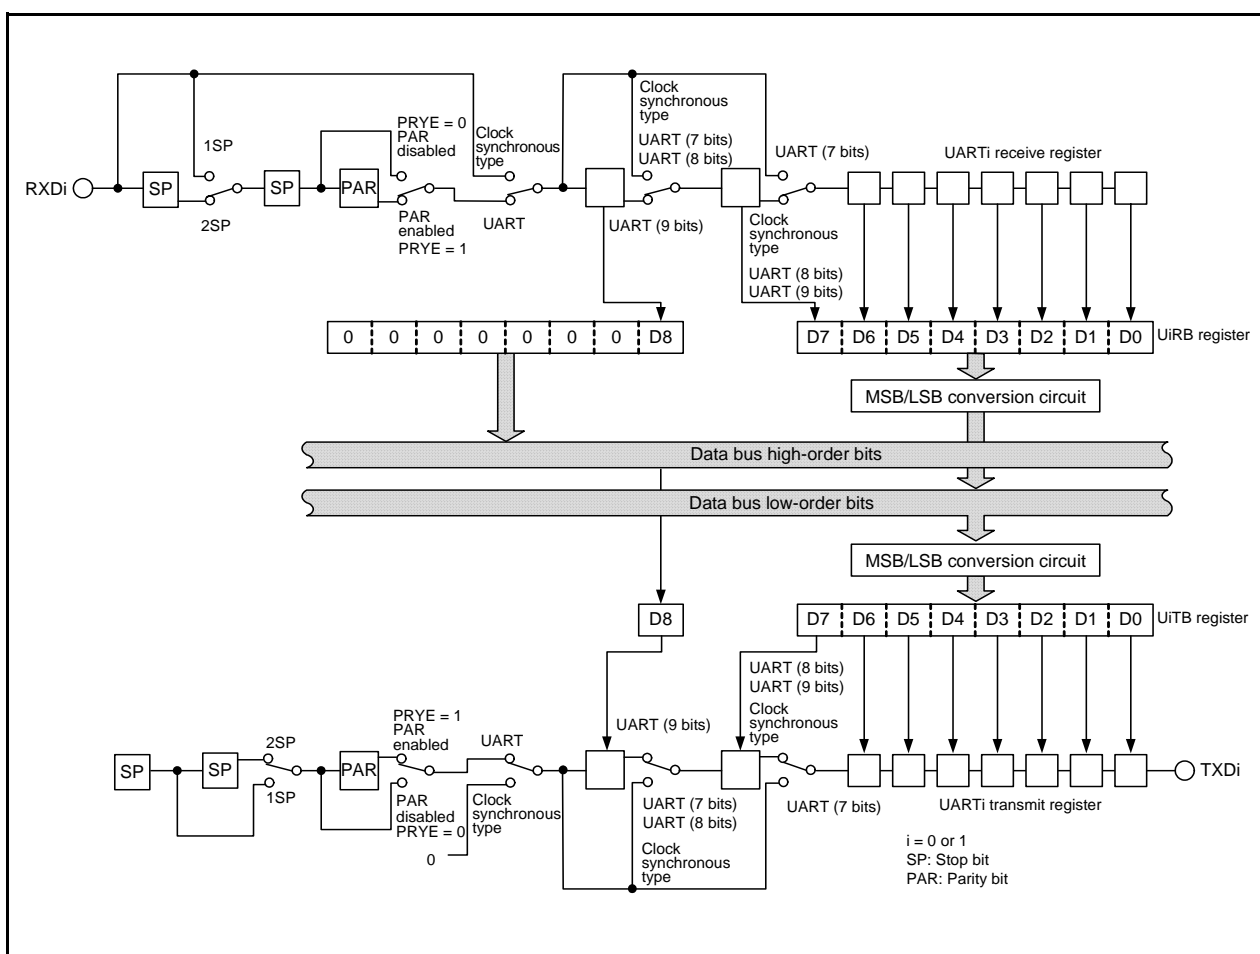 Clock
synchronous
type
PRYE = 0
PAR
disabled
Clock
synchronous
type
1SP
UART (7 bits)
UART (8 bits)
UART (7 bits)
UARTi receive register
RXDi
SP
SP
PAR
2SP
PAR
enabled
PRYE = 1
UART
UART (9 bits)
Clock
synchronous
type
UART (8 bits)
UART (9 bits)
0 0 0 0 0 0 0 D8
D7 D6 D5 D4 D3 D2 D1 D0
UiRB register
MSB/LSB conversion circuit
Data bus high-order bits
Data bus low-order bits
MSB/LSB conversion circuit
D8
D7 D6 D5 D4 D3 D2 D1 D0
UiTB register
UART (8 bits)
UART (9 bits)
Clock
synchronous
type
PRYE = 1
PAR
enabled
UART
UART (9 bits)
2SP
SP
SP
PAR
TXDi
1SP
PAR
disabled
PRYE = 0
Clock
synchronous
type
0
UART (7 bits)
UART (8 bits)
UART (7 bits)
UARTi transmit register
Clock
synchronous
type
i = 0 or 1
SP: Stop bit
PAR: Parity bit